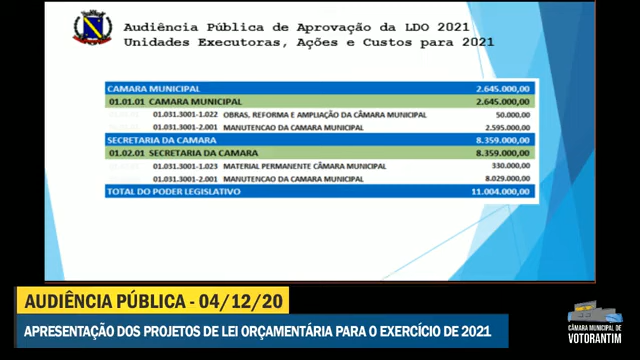 Audiência Pública de Aprovação da LDO 2021
Unidades Executoras, Ações e Custos para 2021
CAMARA MUNICIPAL 2.645.000,00
01.01.01 CAMARA MUNICIPAL 2.645.000,00
01.031.3001-1.022 OBRAS, REFORMA E AMPLIAÇÃO DA CÂMARA MUNICIPAL 50.000,00
01.031.3001-2.001 MANUTENCAO DA CAMARA MUNICIPAL 2.595.000,00
SECRETARIA DA CAMARA 8.359.000,00
01.02.01 SECRETARIA DA CAMARA 8.359.000,00
01.031.3001-1.023 MATERIAL PERMANENTE CÂMARA MUNICIPAL 330.000,00
01.031.3001-2.001 MANUTENCAO DA CAMARA MUNICIPAL 8.029.000,00
TOTAL DO PODER LEGISLATIVO 11.004.000,00
AUDIÊNCIA PÚBLICA - 04/12/20
APRESENTAÇÃO DOS PROJETOS DE LEI ORÇAMENTÁRIA PARA O EXERCÍCIO DE 2021
CÂMARA MUNICIPAL DE
VOTORANTIM